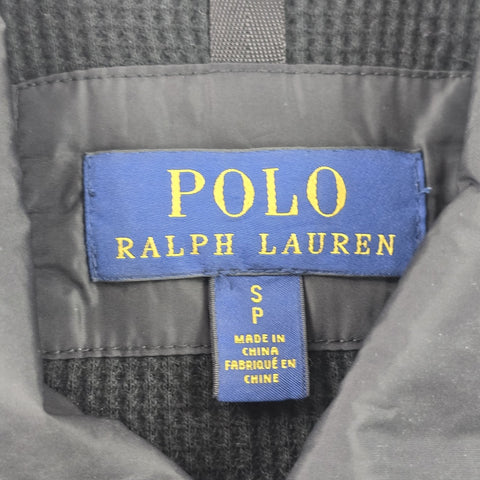 POLO
RALPH LAUREN
S
P
MADE IN
CHINA
FABRIQUÉ EN
CHINE